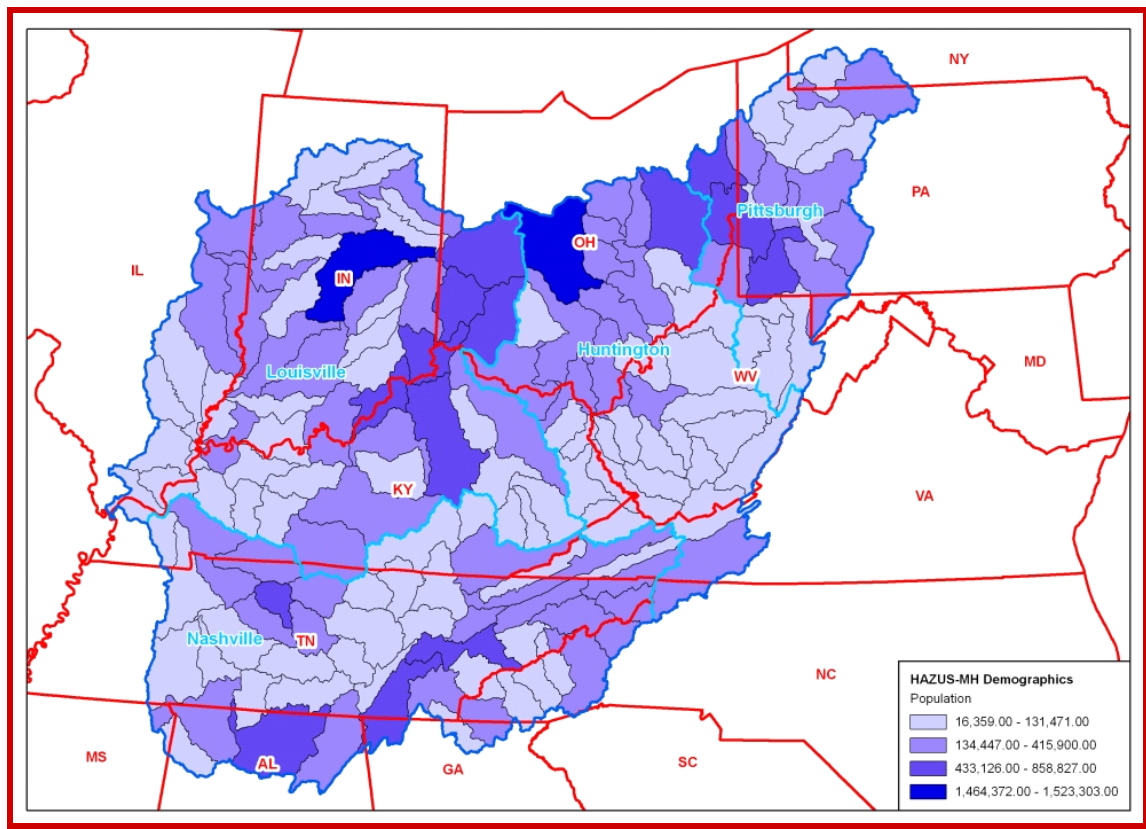 NY
PA
Pittsburgh
OH
IL
IN
Huntington
MD
Louisville
WV
KY
VA
Nashville
TN
NC
HAZUS-MH Demographics
Population
16,359.00 - 131,471.00
134,447.00 - 415,900.00
433,126.00 - 858,827.00
1,464,372.00 - 1,523,303.00
MS
AL
GA
SC